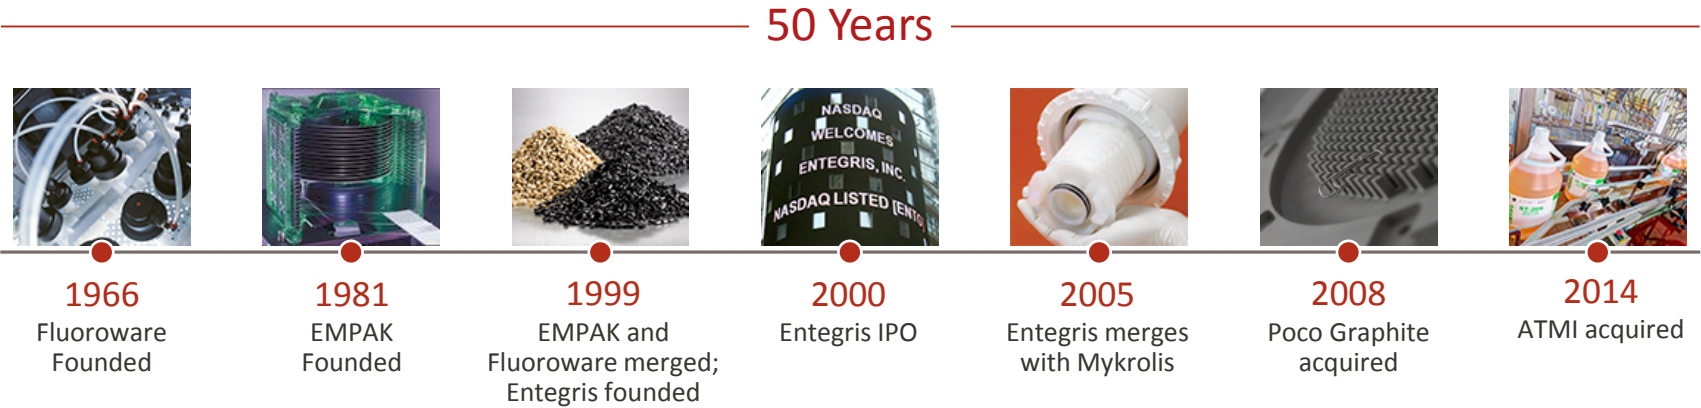 50 Years
NASDAQ
WELCOMES
ENTEGRIS, INC.
NASDAQ LISTED [ENTG
1966
Fluoroware
Founded
1981
EMPAK
Founded
1999
EMPAK and
Fluoroware merged;
Entegris founded
2000
Entegris IPO
2005
Entegris merges
with Mykrolis
2008
Poco Graphite
acquired
2014
ATMI acquired